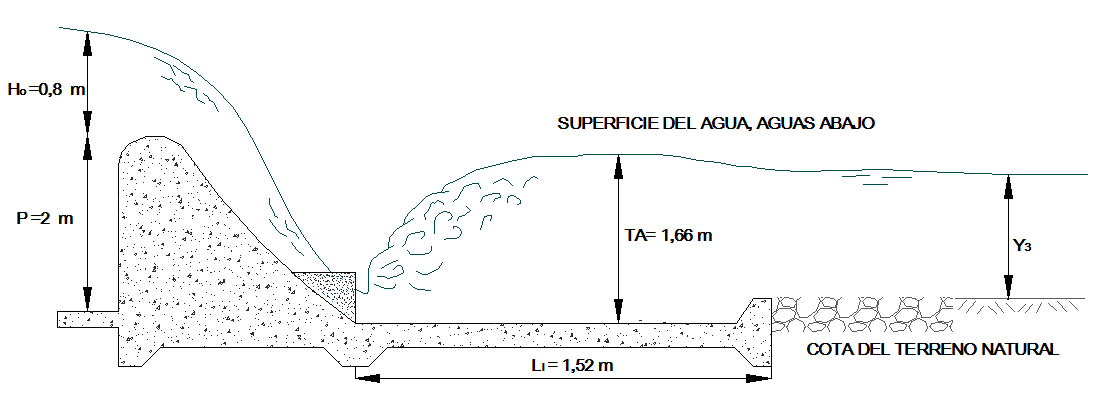 Ho=0,8 m
SUPERFICIE DEL AGUA, AGUAS ABAJO
P=2 m
TA= 1,66 m
Y3
COTA DEL TERRENO NATURAL
LI= 1,52 m